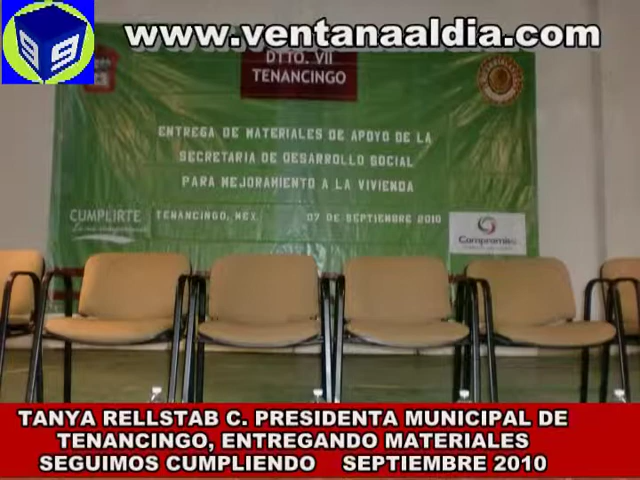 www.ventanaaldia.com
DTTO. VII
TENANCINGO
ENTREGA DE MATERIALES DE APOYO DE LA
SECRETARIA DE DESARROLLO SOCIAL
PARA MEJORAMIENTO A LA VIVIENDA
TENANCINGO, MEX. 07 DE SEPTIEMBRE 2010
CUMPLIRTE
Compromiso
TANYA RELLSTAB C. PRESIDENTA MUNICIPAL DE
TENANCINGO, ENTREGANDO MATERIALES
SEGUIMOS CUMPLIENDO SEPTIEMBRE 2010